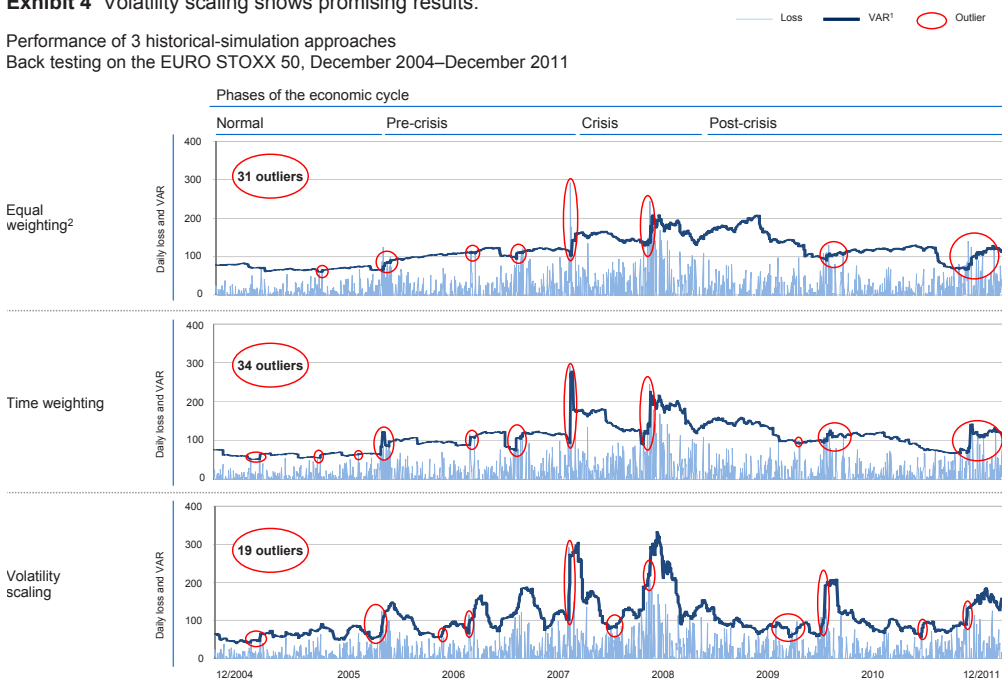 Exhibit 4 Volatility scaling shows promising results.
Loss VAR¹ Outlier
Performance of 3 historical-simulation approaches
Back testing on the EURO STOXX 50, December 2004–December 2011
Phases of the economic cycle
Normal Pre-crisis Crisis Post-crisis
Equal
weighting²
Daily loss and VAR
400
300
200
100
0
31 outliers
Time weighting
Daily loss and VAR
400
300
200
100
0
34 outliers
Volatility
scaling
Daily loss and VAR
400
300
200
100
0
19 outliers
12/2004 2005 2006 2007 2008 2009 2010 12/2011